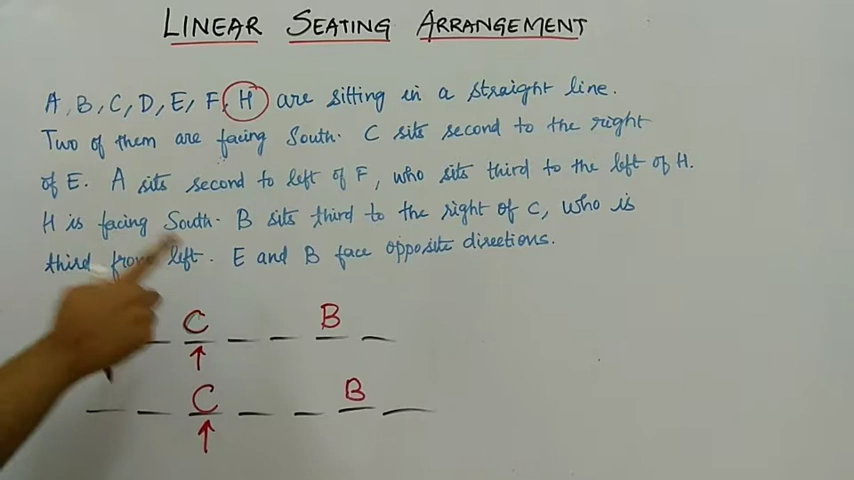 LINEAR SEATING ARRANGEMENT
A, B, C, D, E, F, H are sitting in a straight line.
Two of them are facing South. C sits second to the right
of E. A sits second to left of F, who sits third to the left of H.
H is facing South. B sits third to the right of C, who is
third from left. E and B face opposite directions.
C B
C B